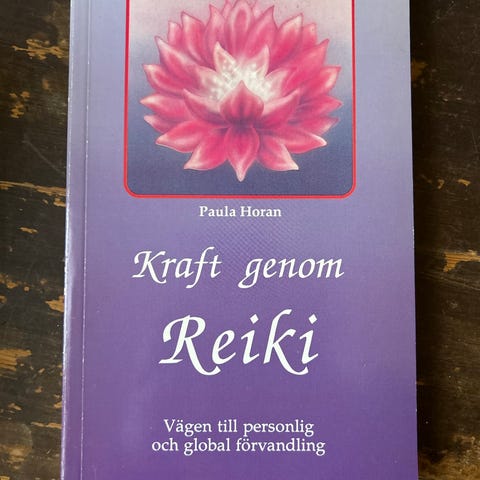 Paula Horan
Kraft genom
Reiki
Vägen till personlig
och global förvandling